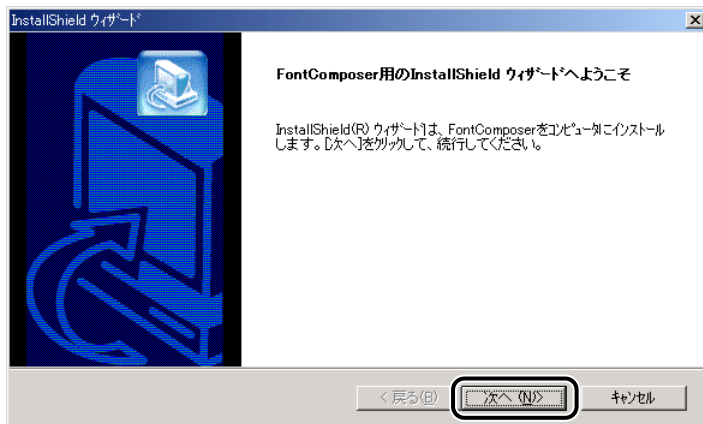 InstallShield ウィザード
FontComposer用のInstallShield ウィザードへようこそ
InstallShield(R) ウィザードは、FontComposerをコンピュータにインストール
します。[次へ]をクリックして、続行してください。
< 戻る(B)
次へ (N)>
キャンセル